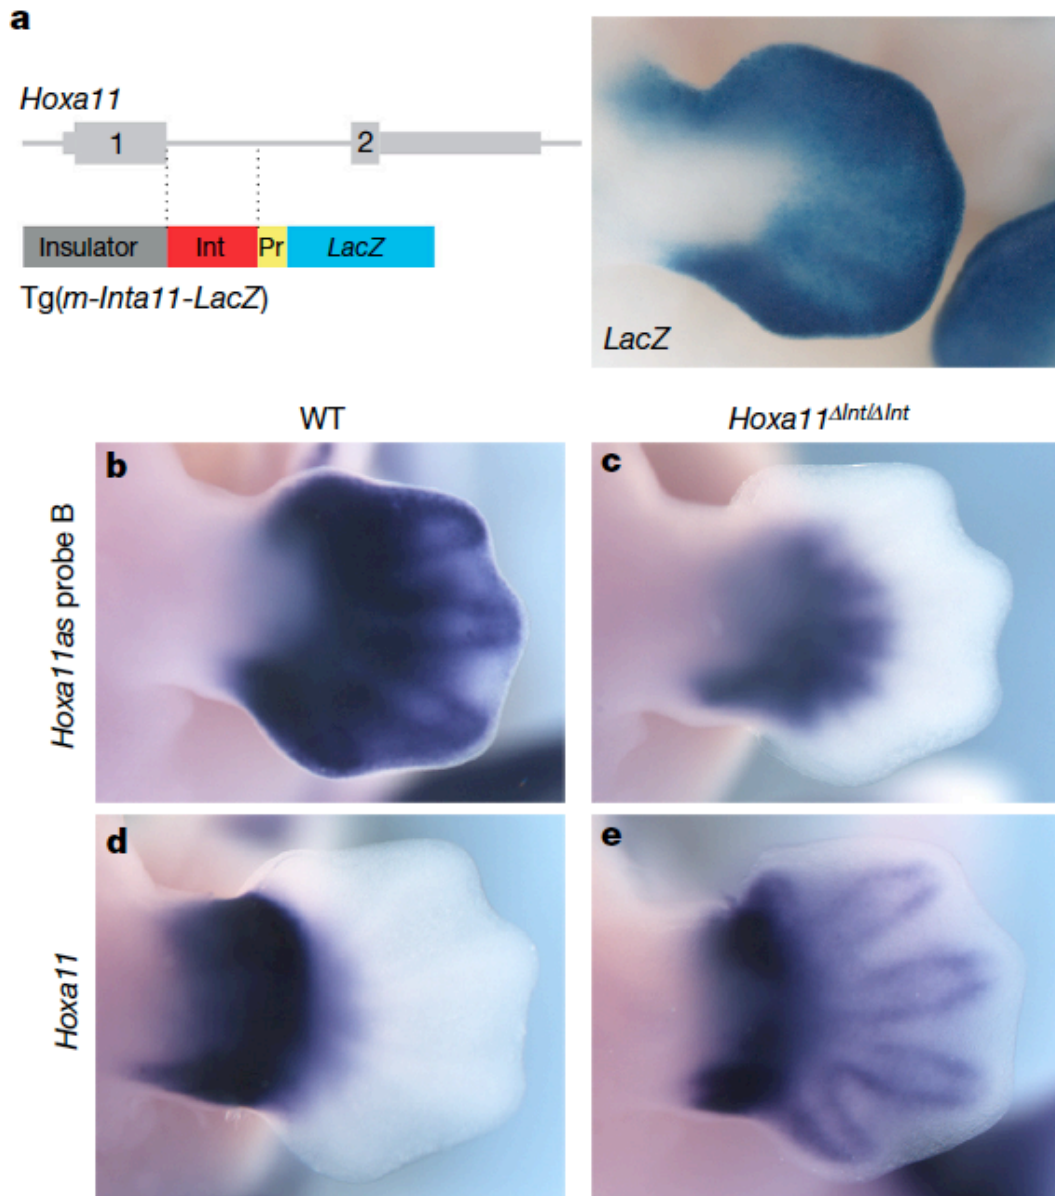 a
Hoxa11
1
2
Insulator Int Pr LacZ
Tg(m-Inta11-LacZ)
LacZ
WT
Hoxa11ΔInt/ΔInt
b
c
Hoxa11as probe B
d
e
Hoxa11